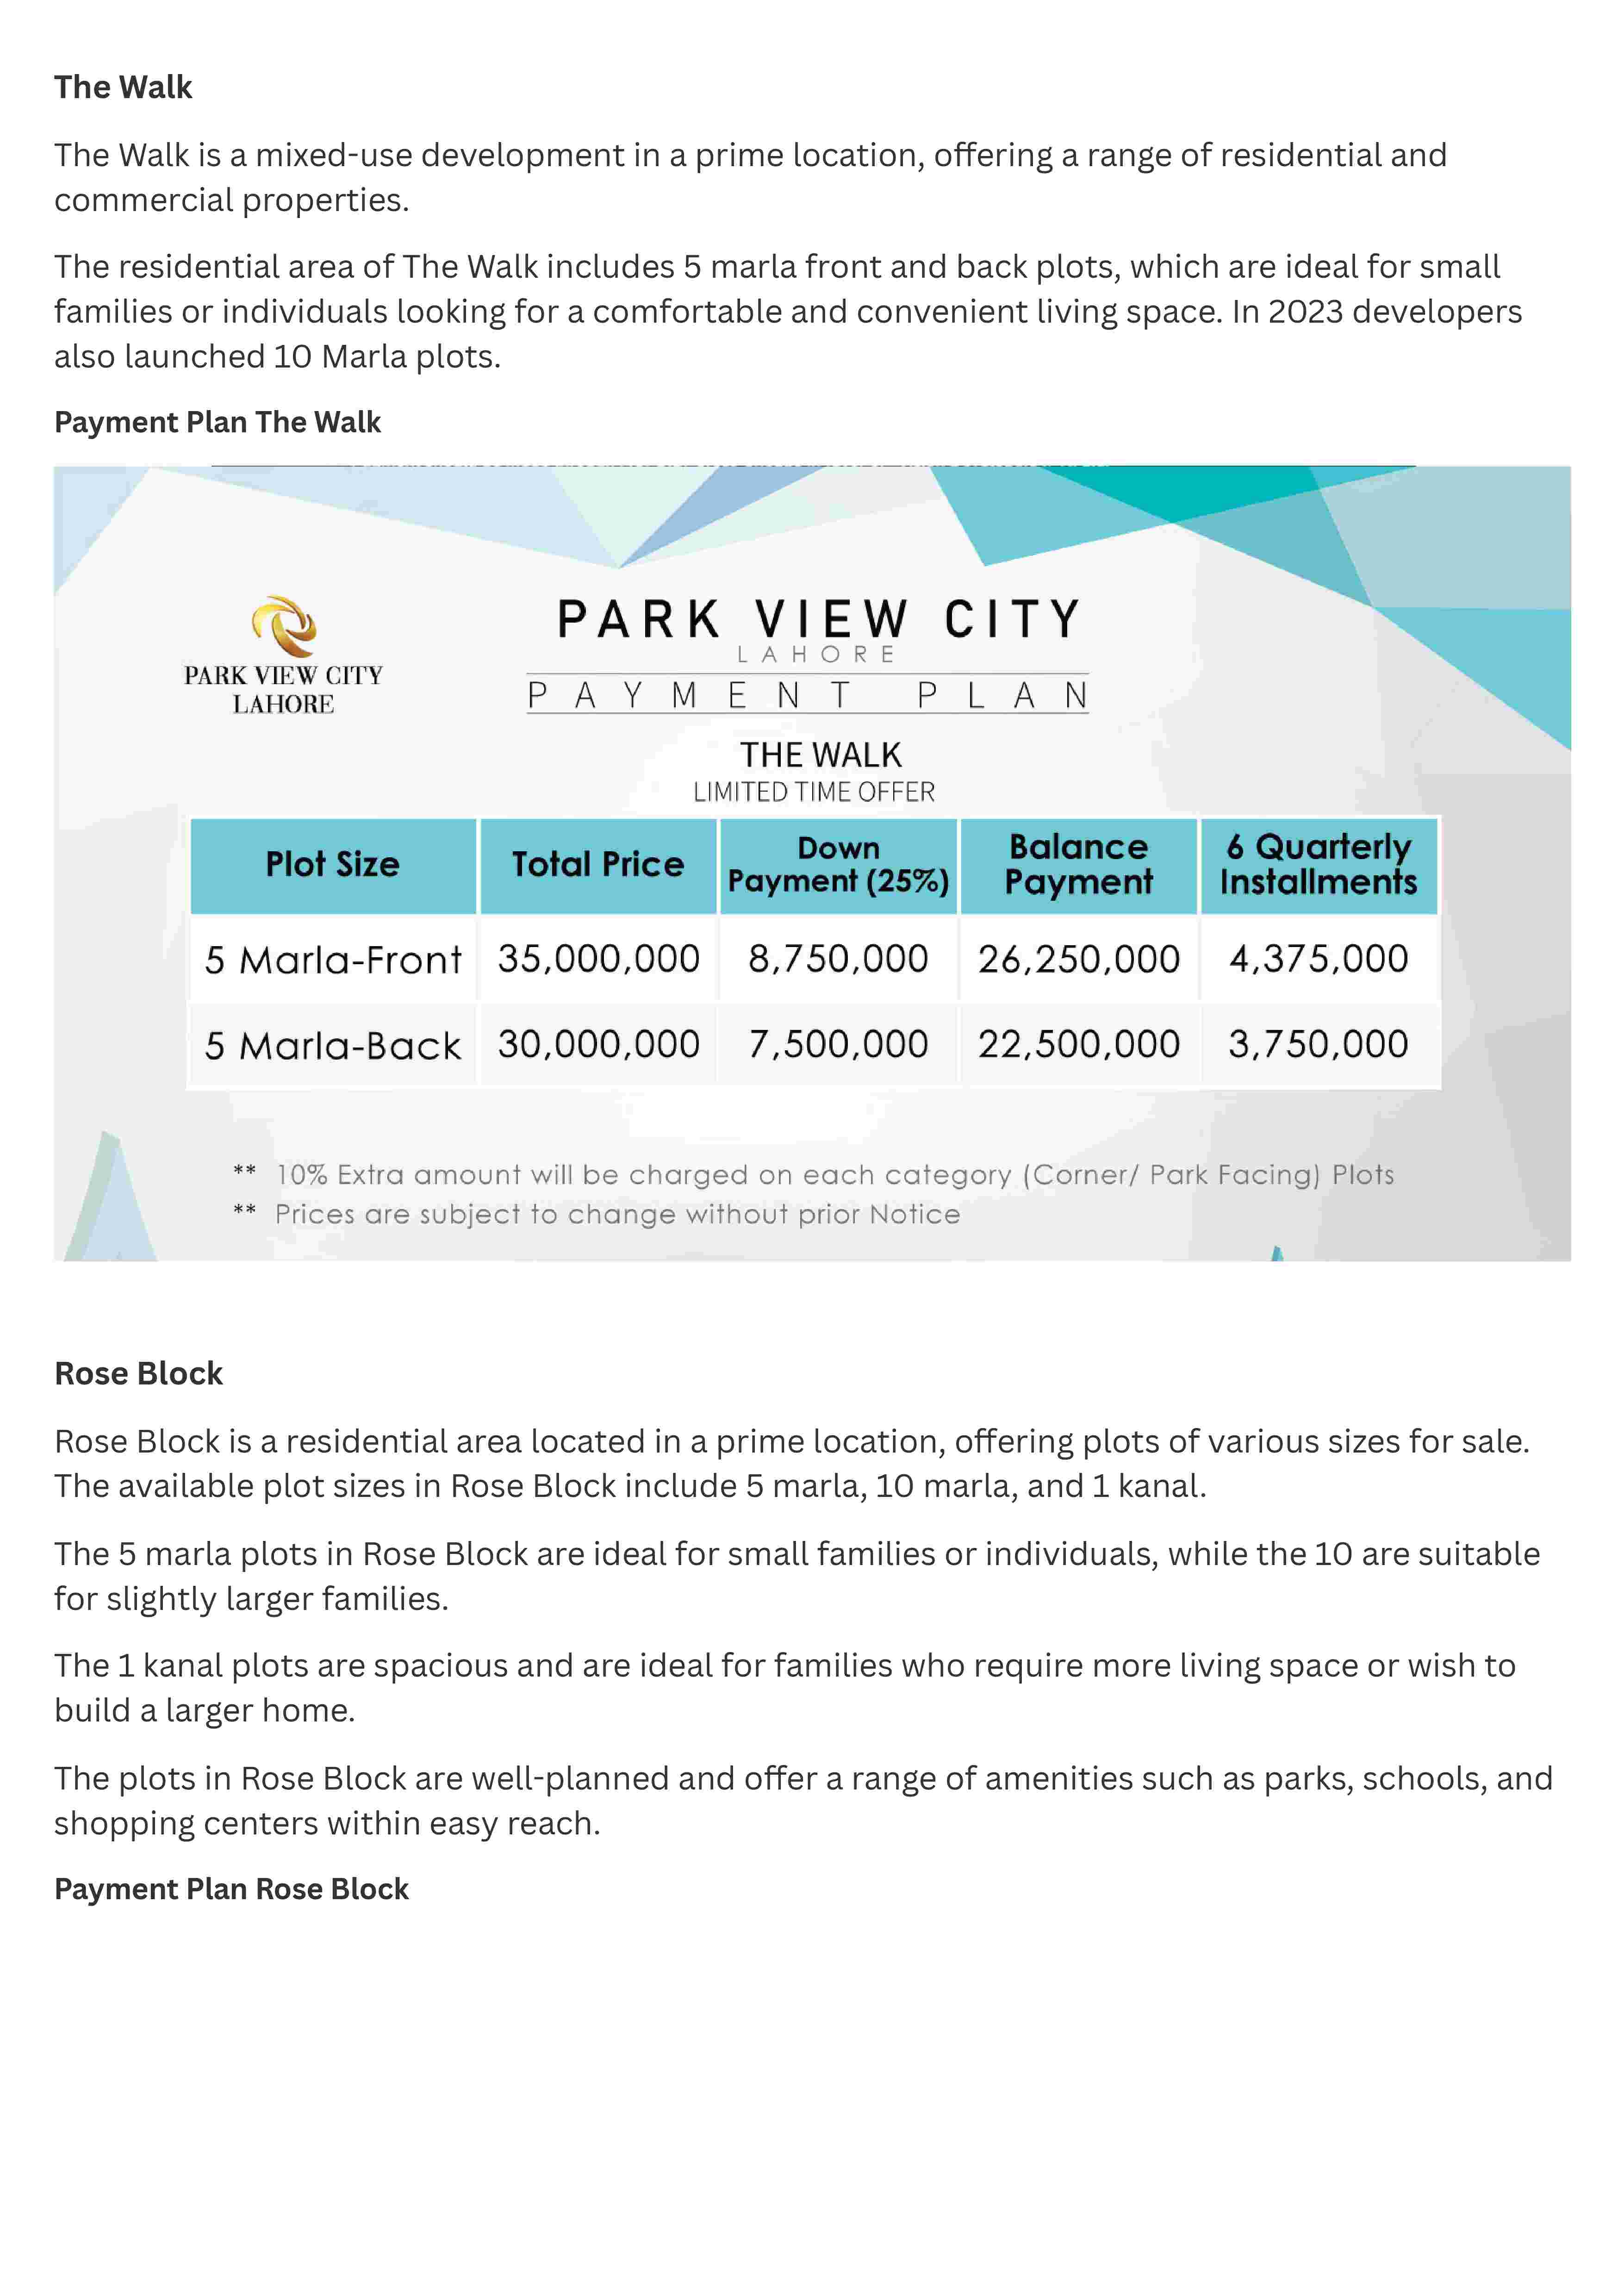 The Walk
The Walk is a mixed-use development in a prime location, offering a range of residential and
commercial properties.
The residential area of The Walk includes 5 marla front and back plots, which are ideal for small
families or individuals looking for a comfortable and convenient living space. In 2023 developers
also launched 10 Marla plots.
Payment Plan The Walk
PARK VIEW CITY
LAHORE
PARK VIEW CITY
LAHORE
PAYMENT PLAN
THE WALK
LIMITED TIME OFFER
Plot Size Total Price Down Payment (25%) Balance Payment 6 Quarterly Installments
5 Marla-Front 35,000,000 8,750,000 26,250,000 4,375,000
5 Marla-Back 30,000,000 7,500,000 22,500,000 3,750,000
** 10% Extra amount will be charged on each category (Corner/ Park Facing) Plots
** Prices are subject to change without prior Notice
Rose Block
Rose Block is a residential area located in a prime location, offering plots of various sizes for sale.
The available plot sizes in Rose Block include 5 marla, 10 marla, and 1 kanal.
The 5 marla plots in Rose Block are ideal for small families or individuals, while the 10 are suitable
for slightly larger families.
The 1 kanal plots are spacious and are ideal for families who require more living space or wish to
build a larger home.
The plots in Rose Block are well-planned and offer a range of amenities such as parks, schools, and
shopping centers within easy reach.
Payment Plan Rose Block